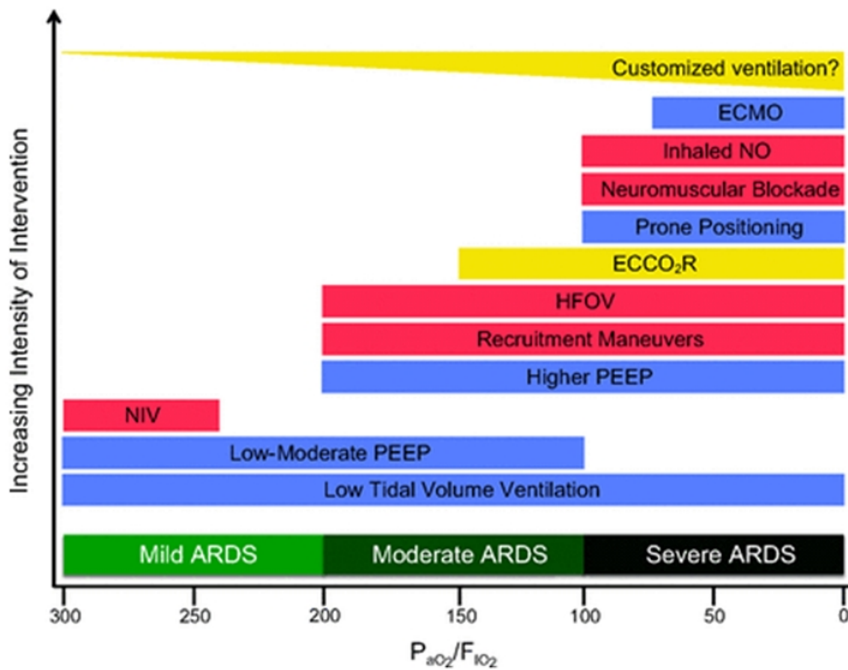 Increasing Intensity of Intervention
Customized ventilation?
ECMO
Inhaled NO
Neuromuscular Blockade
Prone Positioning
ECCO₂R
HFOV
Recruitment Maneuvers
Higher PEEP
NIV
Low-Moderate PEEP
Low Tidal Volume Ventilation
Mild ARDS Moderate ARDS Severe ARDS
300 250 200 150 100 50 0
PaO₂/FIO₂